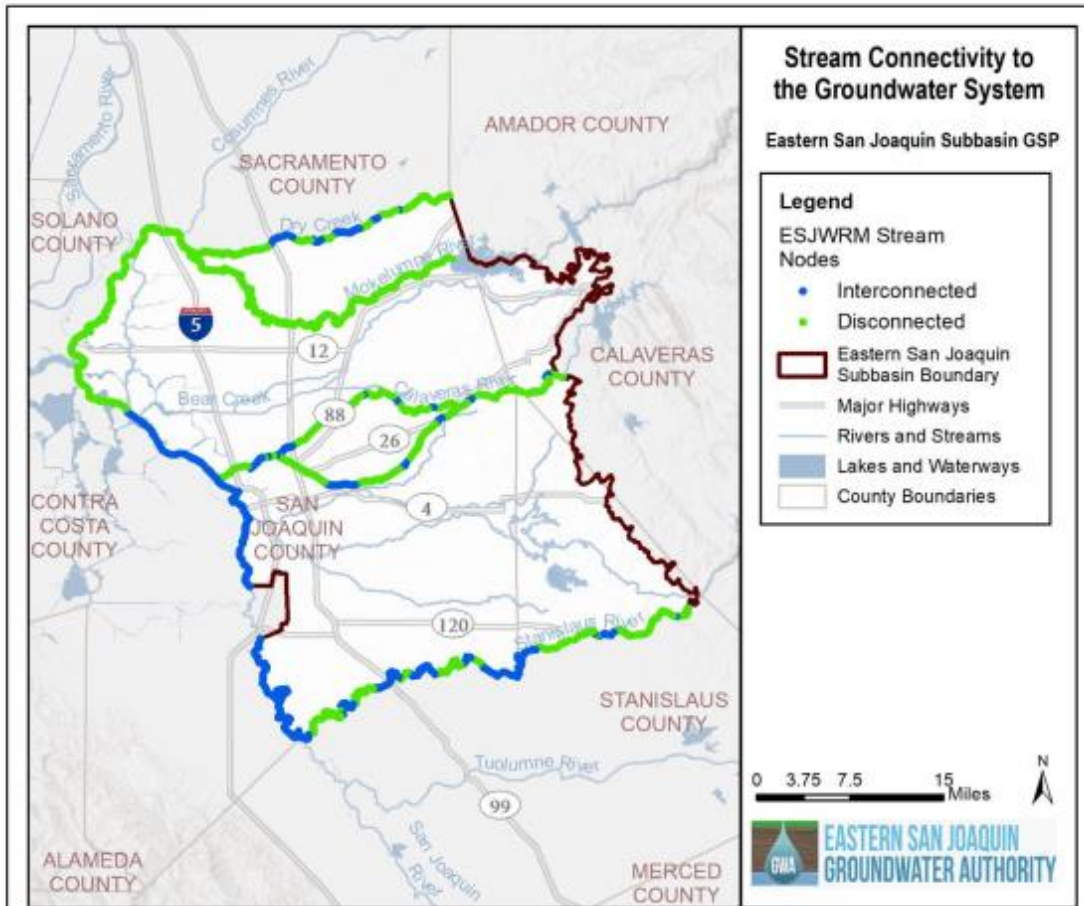 Stream Connectivity to
the Groundwater System
Eastern San Joaquin Subbasin GSP
Legend
ESJWRM Stream
Nodes
Interconnected
Disconnected
Eastern San Joaquin
Subbasin Boundary
Major Highways
Rivers and Streams
Lakes and Waterways
County Boundaries
0 3.75 7.5 15
Miles
N
GWA
EASTERN SAN JOAQUIN
GROUNDWATER AUTHORITY
Sacramento River
Cosumnes River
AMADOR COUNTY
SACRAMENTO
COUNTY
SOLANO
COUNTY
Dry Creek
Mokelumne River
5
12
CALAVERAS
COUNTY
Bear Creek
Calaveras River
88
26
4
CONTRA
COSTA
COUNTY
SAN
JOAQUIN
COUNTY
120
Stanislaus River
STANISLAUS
COUNTY
Tuolumne River
99
San Joaquin
River
ALAMEDA
COUNTY
MERCED
COUNTY